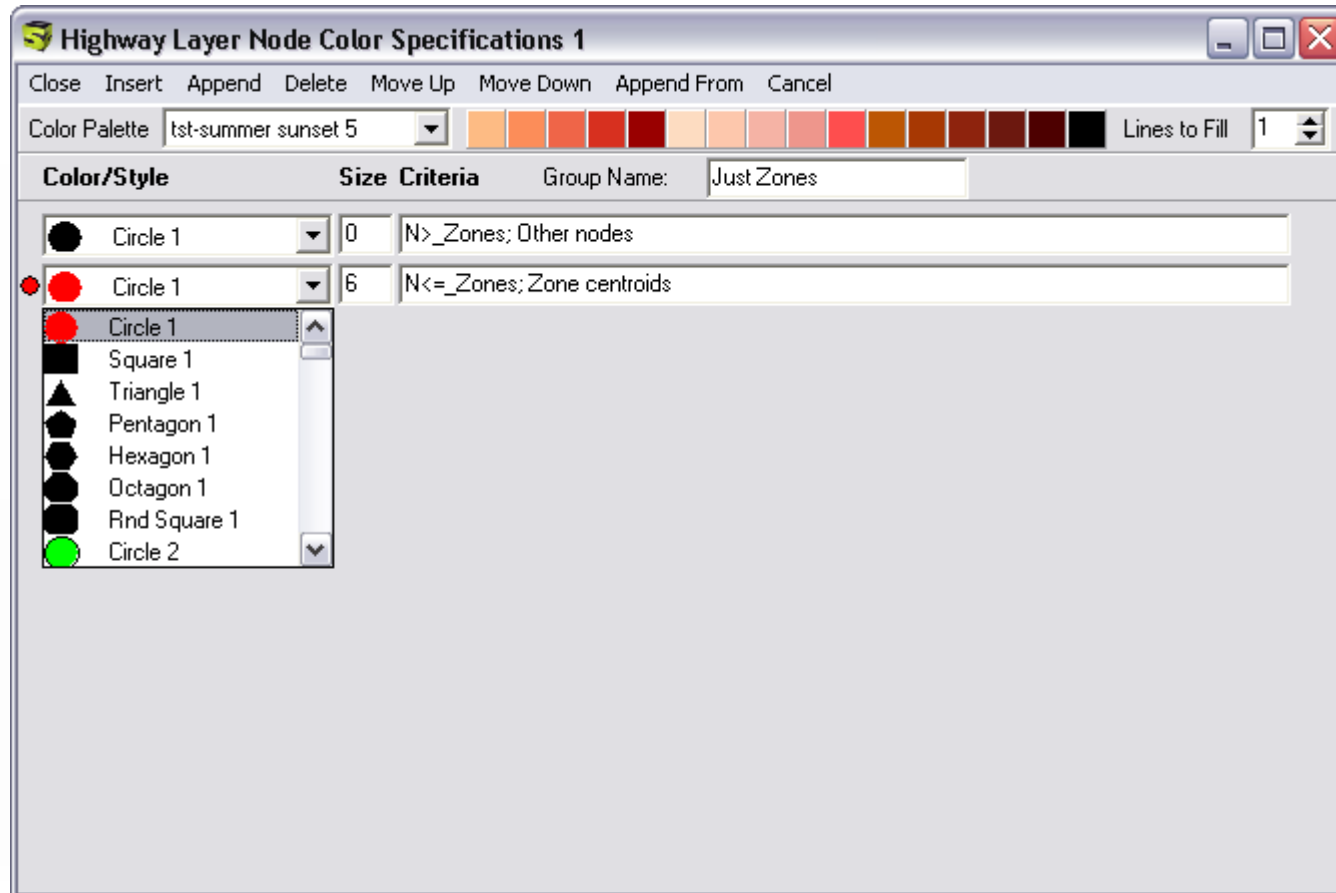 Highway Layer Node Color Specifications 1
Close Insert Append Delete Move Up Move Down Append From Cancel
Color Palette tst-summer sunset 5 Lines to Fill 1
Color/Style Size Criteria Group Name: Just Zones
Circle 1 0 N>_Zones; Other nodes
Circle 1 6 N<=_Zones; Zone centroids
Circle 1
Square 1
Triangle 1
Pentagon 1
Hexagon 1
Octagon 1
Rnd Square 1
Circle 2